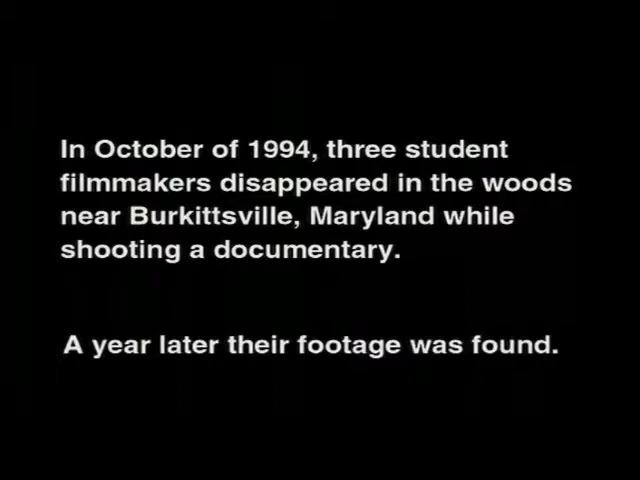 In October of 1994, three student
filmmakers disappeared in the woods
near Burkittsville, Maryland while
shooting a documentary.
A year later their footage was found.